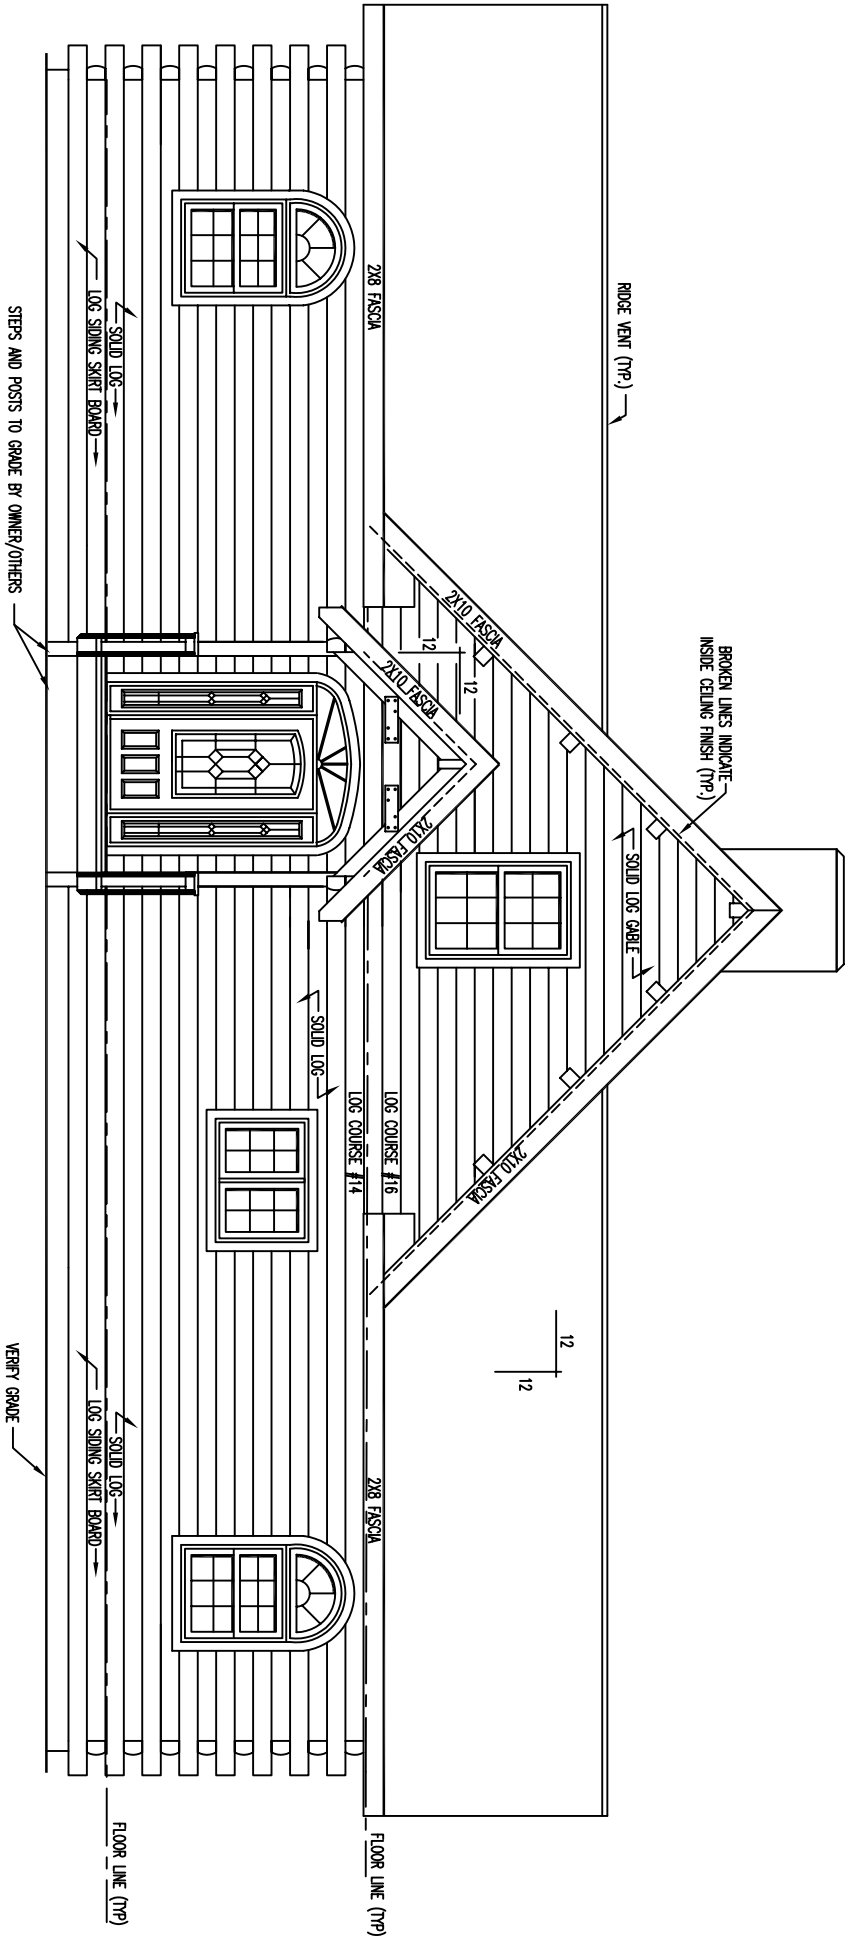 RIDGE VENT (TYP.)
BROKEN LINES INDICATE
INSIDE CEILING FINISH (TYP.)
SOLID LOG GABLE
2X10 FASCIA
2X10 FASCIA
12
12
12
12
2X10 FASCIA
2X10 FASCIA
2X8 FASCIA
LOG COURSE #16
LOG COURSE #14
2X8 FASCIA
FLOOR LINE (TYP)
SOLID LOG
SOLID LOG
LOG SIDING SKIRT BOARD
SOLID LOG
LOG SIDING SKIRT BOARD
FLOOR LINE (TYP)
STEPS AND POSTS TO GRADE BY OWNER/OTHERS
VERIFY GRADE